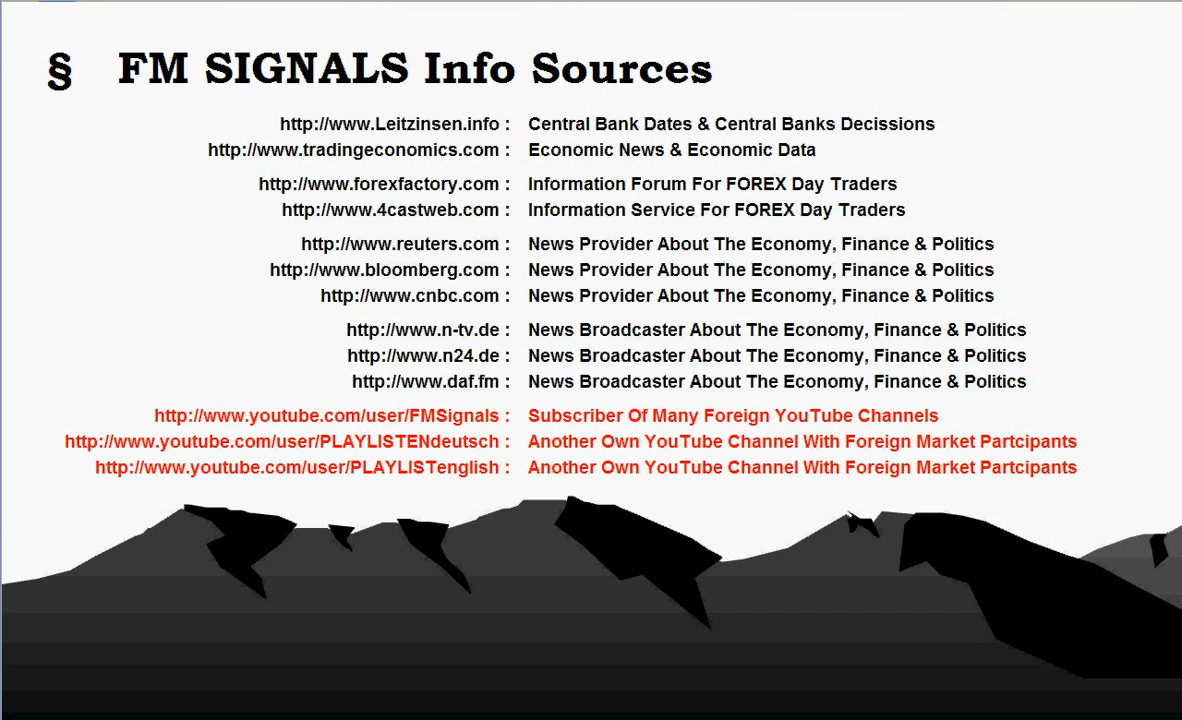 § FM SIGNALS Info Sources
http://www.Leitzinsen.info : Central Bank Dates & Central Banks Decissions
http://www.tradingeconomics.com : Economic News & Economic Data
http://www.forexfactory.com : Information Forum For FOREX Day Traders
http://www.4castweb.com : Information Service For FOREX Day Traders
http://www.reuters.com : News Provider About The Economy, Finance & Politics
http://www.bloomberg.com : News Provider About The Economy, Finance & Politics
http://www.cnbc.com : News Provider About The Economy, Finance & Politics
http://www.n-tv.de : News Broadcaster About The Economy, Finance & Politics
http://www.n24.de : News Broadcaster About The Economy, Finance & Politics
http://www.daf.fm : News Broadcaster About The Economy, Finance & Politics
http://www.youtube.com/user/FMSignals : Subscriber Of Many Foreign YouTube Channels
http://www.youtube.com/user/PLAYLISTENdeutsch : Another Own YouTube Channel With Foreign Market Partcipants
http://www.youtube.com/user/PLAYLISTenglish : Another Own YouTube Channel With Foreign Market Partcipants